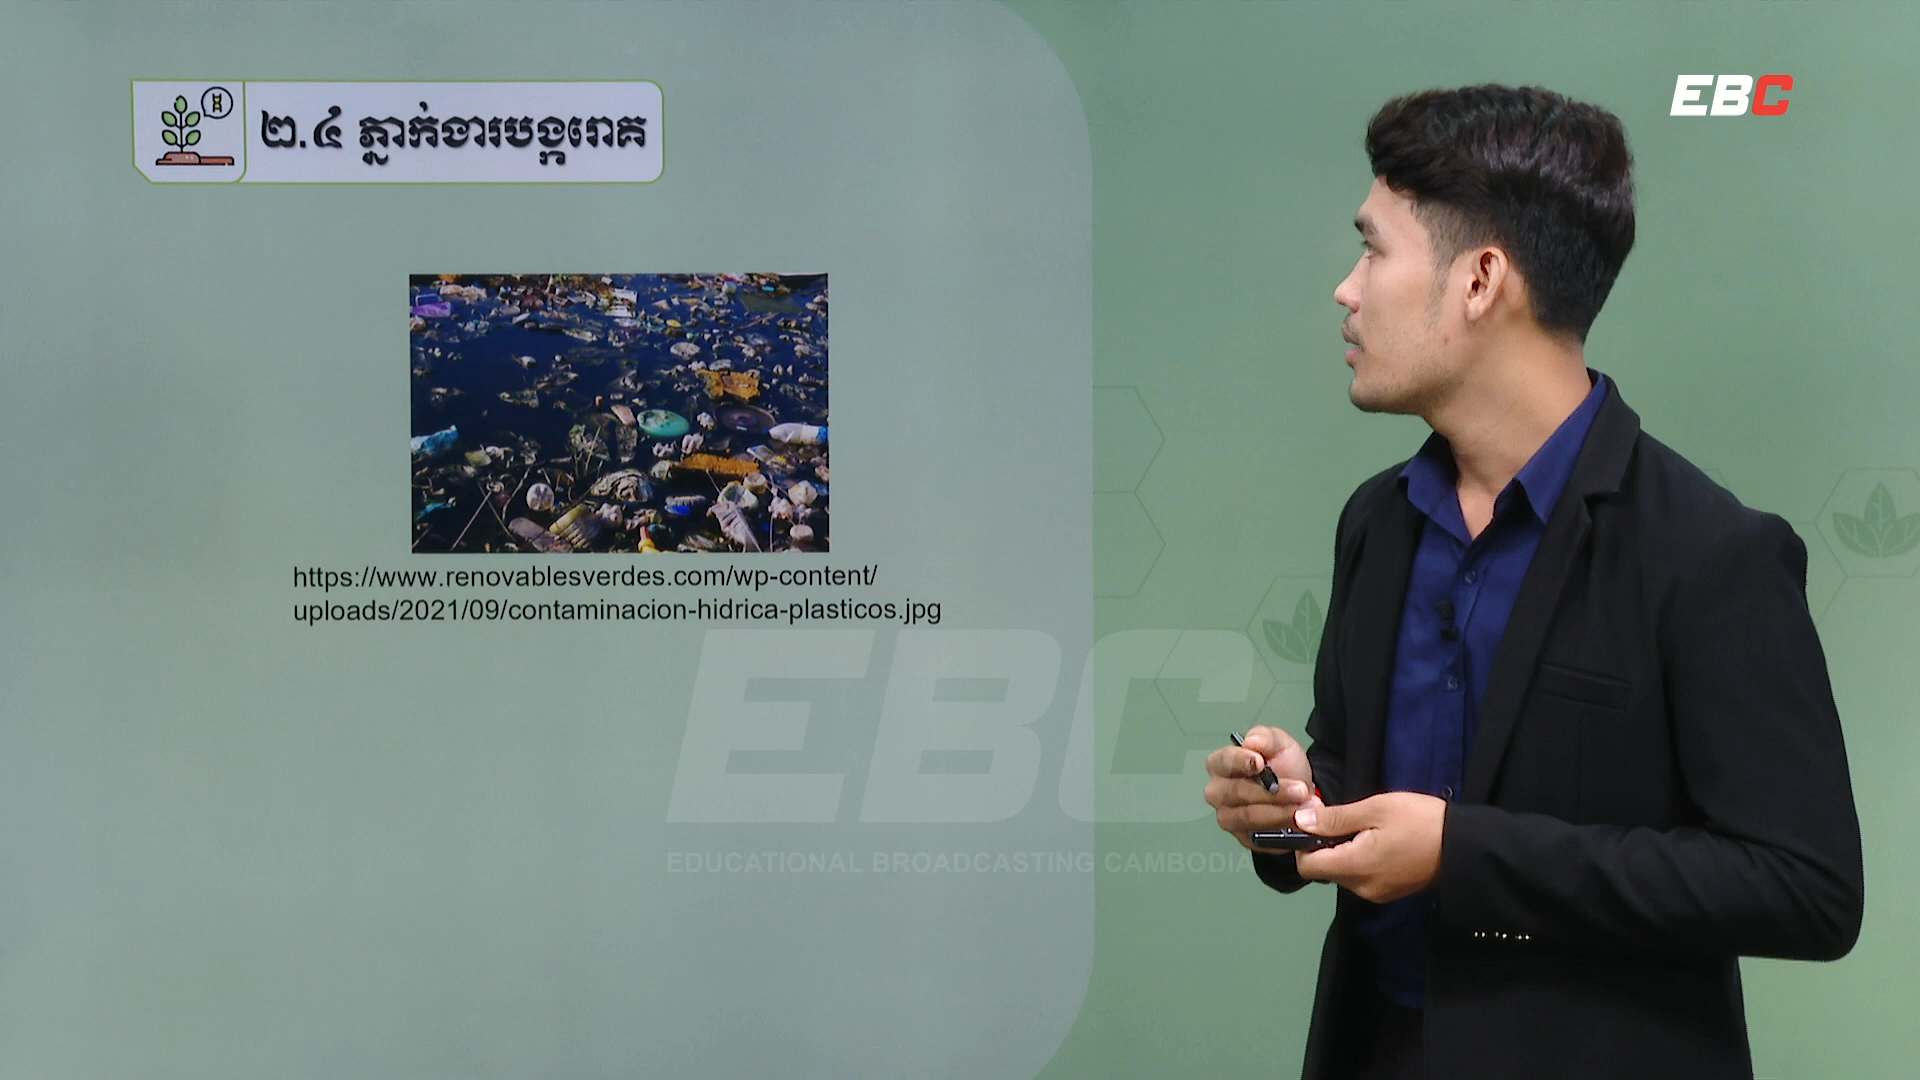 ២.៤ ភ្នាក់ងារបង្ករោគ
EBC
https://www.renovablesverdes.com/wp-content/
uploads/2021/09/contaminacion-hidrica-plasticos.jpg
EBC
EDUCATIONAL BROADCASTING CAMBODIA